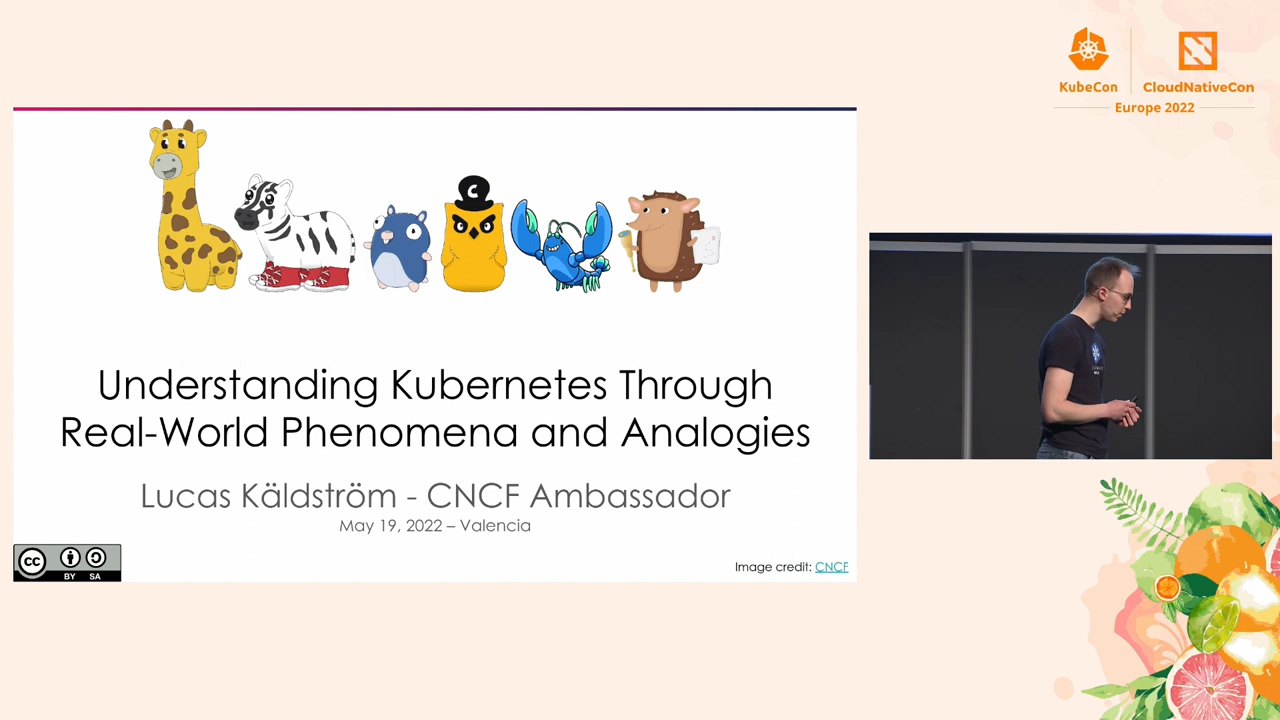 KubeCon
CloudNativeCon
Europe 2022
C
Understanding Kubernetes Through
Real-World Phenomena and Analogies
Lucas Käldström - CNCF Ambassador
May 19, 2022 – Valencia
cc
BY SA
Image credit: CNCF